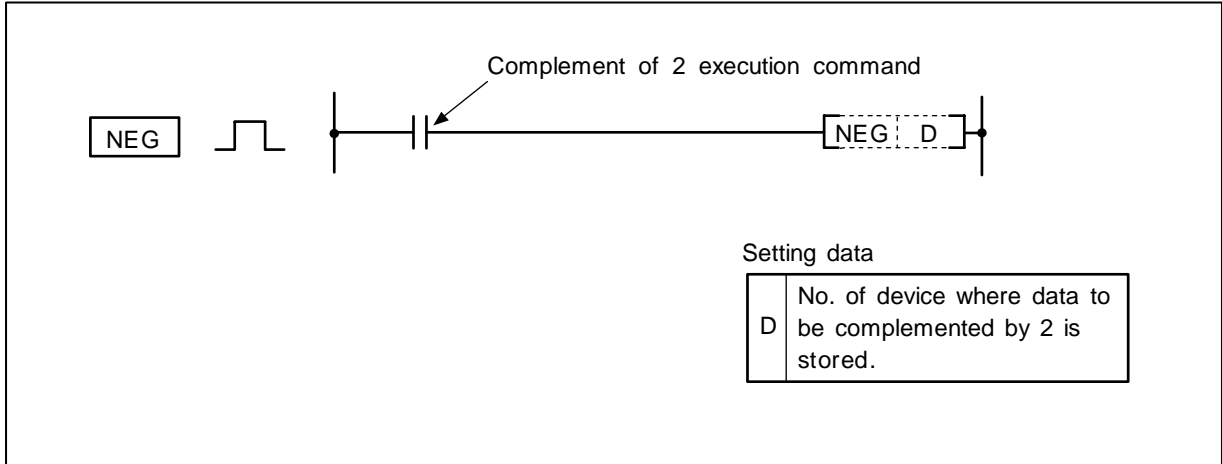 Complement of 2 execution command
NEG
NEG D
Setting data
D
No. of device where data to
be complemented by 2 is
stored.